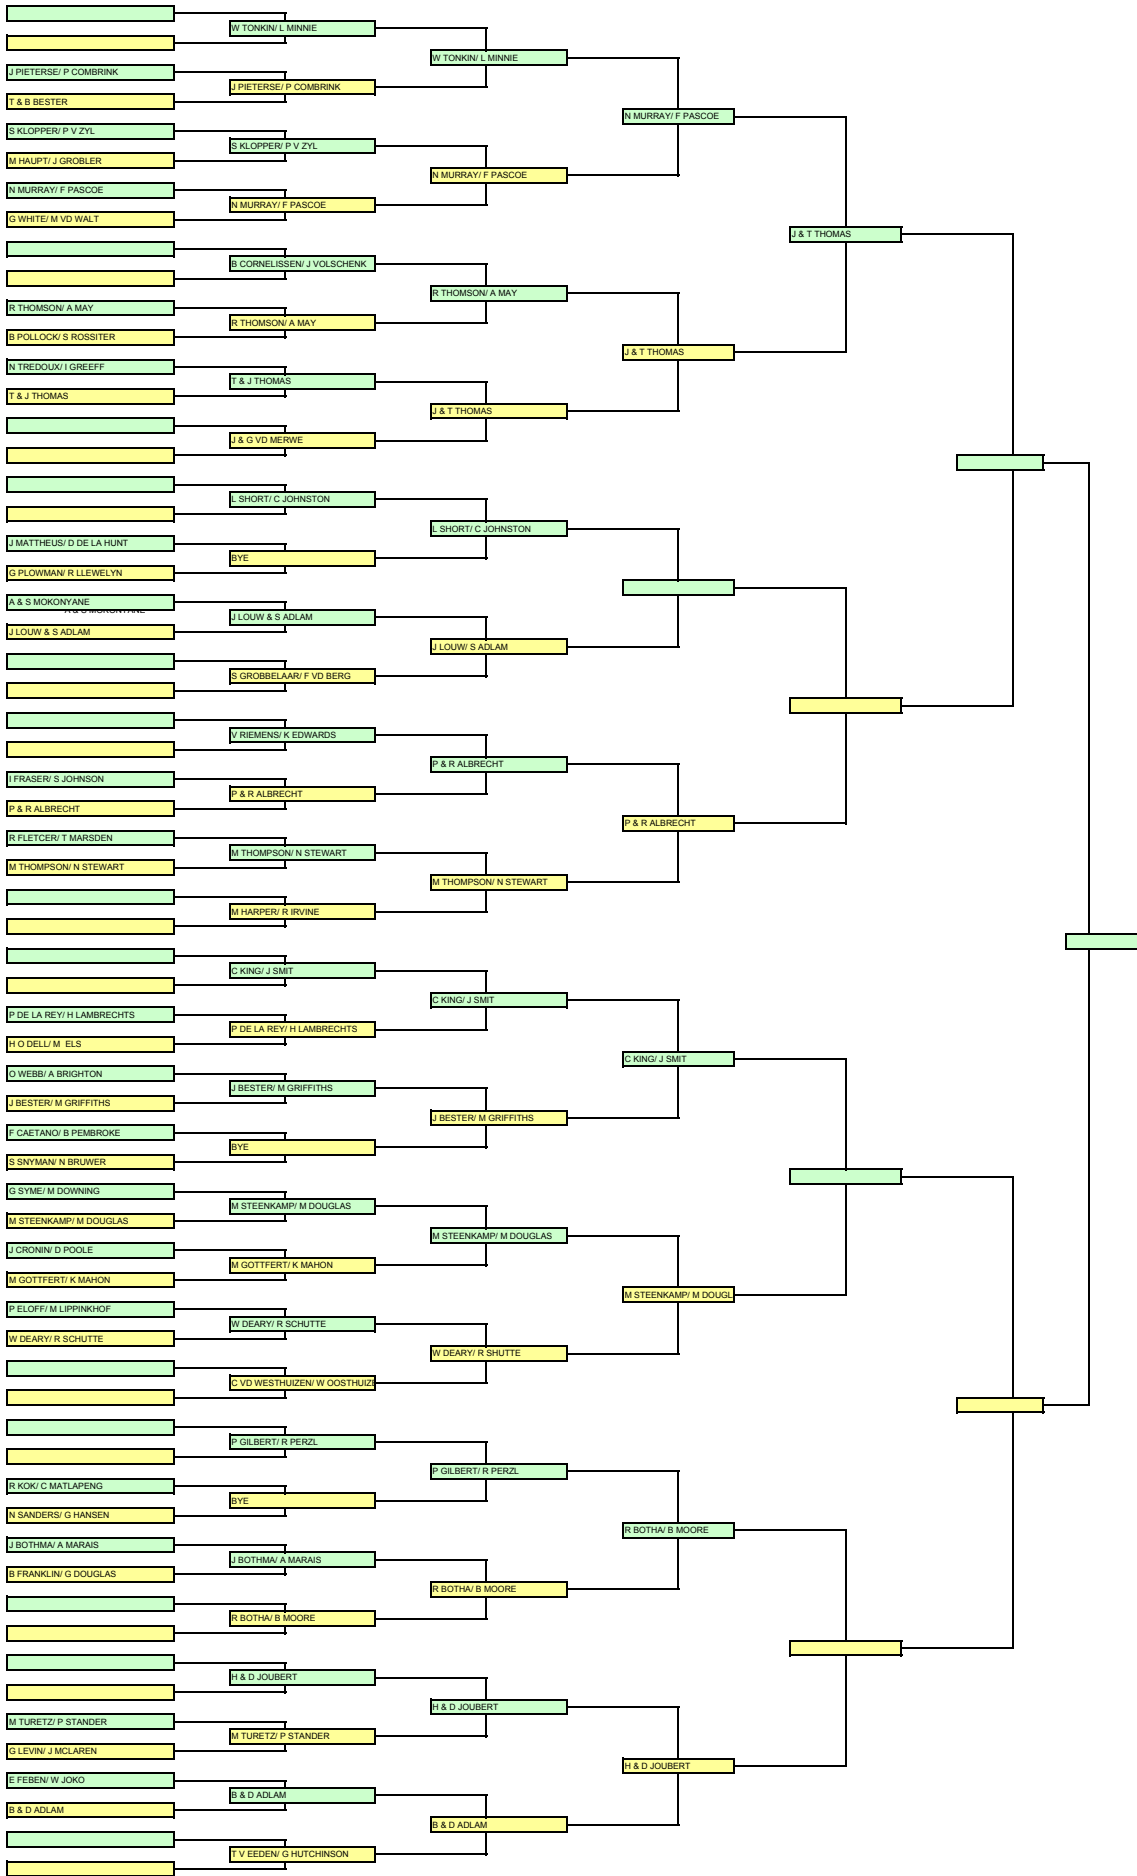 W TONKIN/ L MINNIE
W TONKIN/ L MINNIE
J PIETERSE/ P COMBRINK
J PIETERSE/ P COMBRINK
T & B BESTER
N MURRAY/ F PASCOE
S KLOPPER/ P V ZYL
S KLOPPER/ P V ZYL
M HAUPT/ J GROBLER
N MURRAY/ F PASCOE
N MURRAY/ F PASCOE
N MURRAY/ F PASCOE
G WHITE/ M VD WALT
J & T THOMAS
B CORNELISSEN/ J VOLSCHENK
R THOMSON/ A MAY
R THOMSON/ A MAY
R THOMSON/ A MAY
B POLLOCK/ S ROSSITER
J & T THOMAS
N TREDOUX/ I GREEFF
T & J THOMAS
T & J THOMAS
J & T THOMAS
J & G VD MERWE
L SHORT/ C JOHNSTON
L SHORT/ C JOHNSTON
J MATTHEUS/ D DE LA HUNT
BYE
G PLOWMAN/ R LLEWELYN
A & S MOKONYANE
J LOUW & S ADLAM
J LOUW & S ADLAM
J LOUW/ S ADLAM
S GROBBELAAR/ F VD BERG
V RIEMENS/ K EDWARDS
P & R ALBRECHT
I FRASER/ S JOHNSON
P & R ALBRECHT
P & R ALBRECHT
P & R ALBRECHT
R FLETCER/ T MARSDEN
M THOMPSON/ N STEWART
M THOMPSON/ N STEWART
M THOMPSON/ N STEWART
M HARPER/ R IRVINE
C KING/ J SMIT
C KING/ J SMIT
P DE LA REY/ H LAMBRECHTS
P DE LA REY/ H LAMBRECHTS
H O DELL/ M ELS
C KING/ J SMIT
O WEBB/ A BRIGHTON
J BESTER/ M GRIFFITHS
J BESTER/ M GRIFFITHS
J BESTER/ M GRIFFITHS
F CAETANO/ B PEMBROKE
BYE
S SNYMAN/ N BRUWER
G SYME/ M DOWNING
M STEENKAMP/ M DOUGLAS
M STEENKAMP/ M DOUGLAS
M STEENKAMP/ M DOUGLAS
J CRONIN/ D POOLE
M GOTTFERT/ K MAHON
M GOTTFERT/ K MAHON
M STEENKAMP/ M DOUGL
P ELOFF/ M LIPPINKHOF
W DEARY/ R SCHUTTE
W DEARY/ R SCHUTTE
W DEARY/ R SHUTTE
C VD WESTHUIZEN/ W OOSTHUIZE
P GILBERT/ R PERZL
P GILBERT/ R PERZL
R KOK/ C MATLAPENG
BYE
N SANDERS/ G HANSEN
R BOTHA/ B MOORE
J BOTHMA/ A MARAIS
J BOTHMA/ A MARAIS
B FRANKLIN/ G DOUGLAS
R BOTHA/ B MOORE
R BOTHA/ B MOORE
H & D JOUBERT
H & D JOUBERT
M TURETZ/ P STANDER
M TURETZ/ P STANDER
G LEVIN/ J MCLAREN
H & D JOUBERT
E FEBEN/ W JOKO
B & D ADLAM
B & D ADLAM
B & D ADLAM
T V EEDEN/ G HUTCHINSON